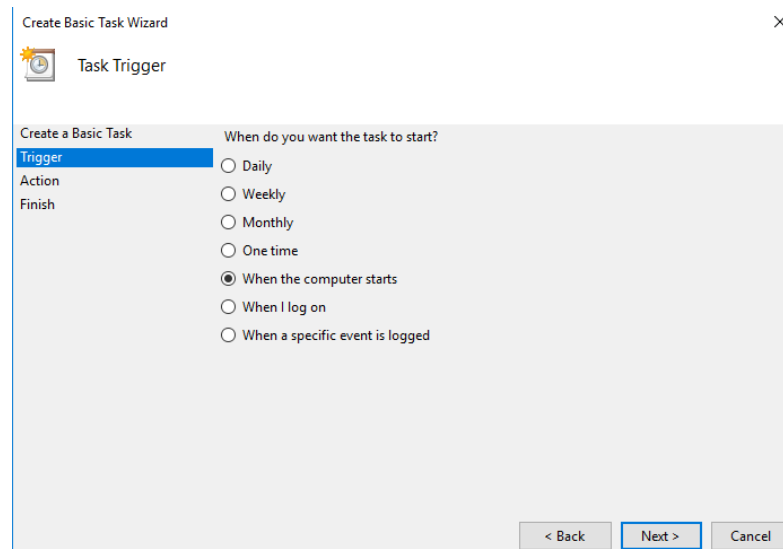 Create Basic Task Wizard
Task Trigger
Create a Basic Task
Trigger
Action
Finish
When do you want the task to start?
Daily
Weekly
Monthly
One time
When the computer starts
When I log on
When a specific event is logged
< Back
Next >
Cancel